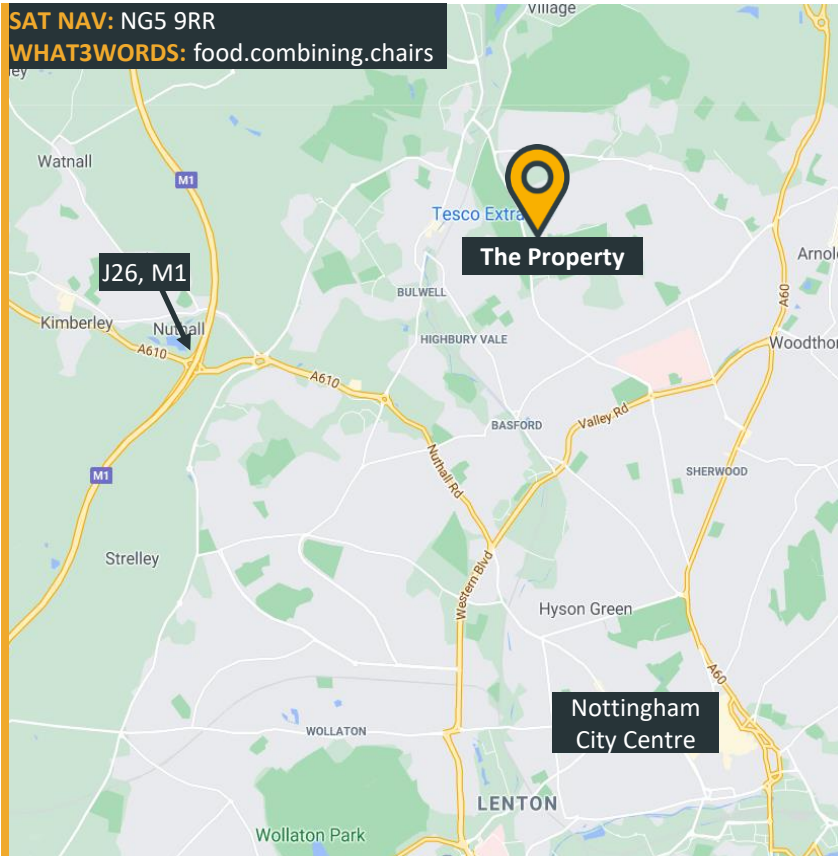 SAT NAV: NG5 9RR
WHAT3WORDS: food.combining.chairs
Village
Watnall
M1
Tesco Extra
The Property
Arnol
J26, M1
BULWELL
A60
Kimberley
Nuthall
HIGHBURY VALE
Woodthor
A610
A610
Valley Rd
BASFORD
Nuthall Rd
SHERWOOD
M1
Strelley
Western Blvd
Hyson Green
A60
Nottingham
City Centre
WOLLATON
LENTON
Wollaton Park